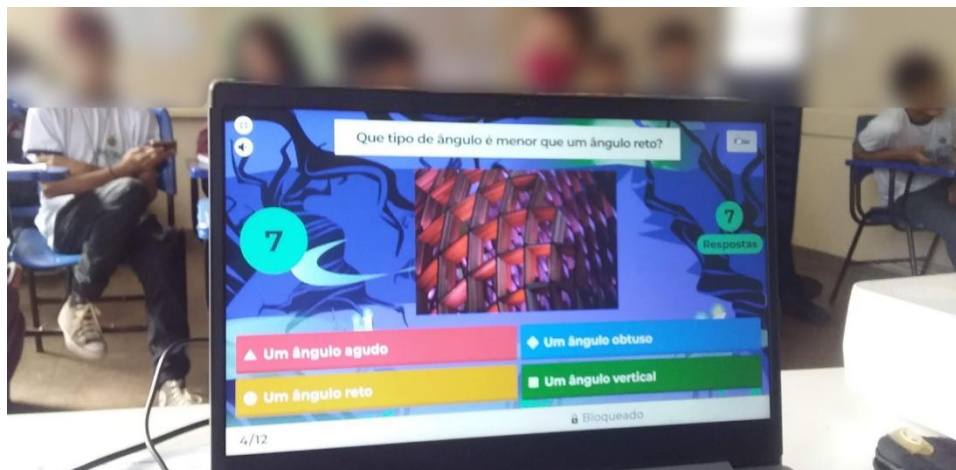 Que tipo de ângulo é menor que um ângulo reto?
7
7
Respostas
Um ângulo agudo
Um ângulo obtuso
Um ângulo reto
Um ângulo vertical
4/12
Bloqueado